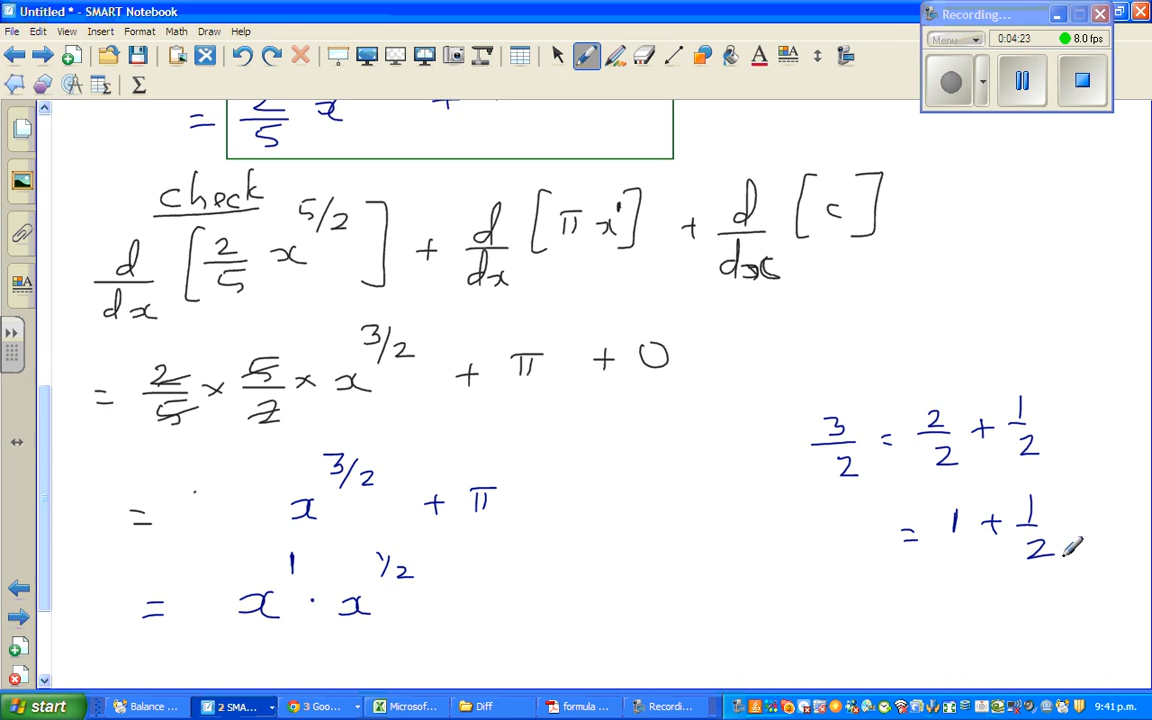 Untitled * - SMART Notebook
File Edit View Insert Format Math Draw Help
Recording...
Menu 0:04:23 8.0 fps
= 2/5 x +
check
d/dx [2/5 x^5/2] + d/dx [π x^1] + d/dx [c]
= 2/5 × 5/2 × x^3/2 + π + 0
= x^3/2 + π
= x^1 · x^1/2
3/2 = 2/2 + 1/2
= 1 + 1/2
start Balance ... 2 SMA... 3 Goo... Microsof... Diff formula ... Recordi... 9:41 p.m.